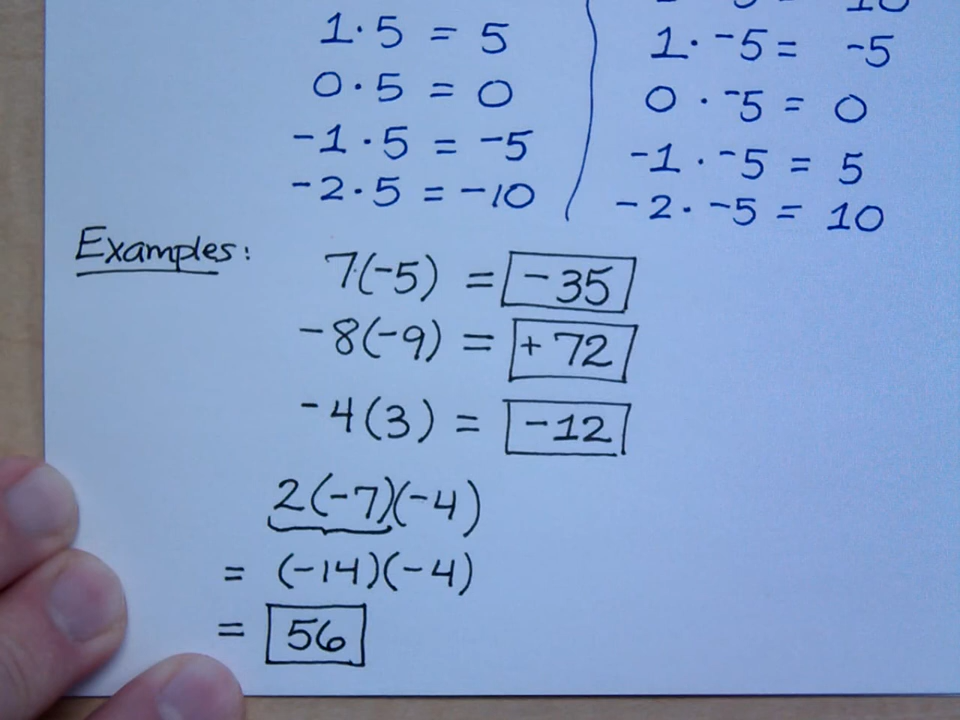 1·5 = 5
0·5 = 0
-1·5 = -5
-2·5 = -10
1·-5 = -5
0·-5 = 0
-1·-5 = 5
-2·-5 = 10
Examples:
7(-5) = -35
-8(-9) = +72
-4(3) = -12
2(-7)(-4)
= (-14)(-4)
= 56